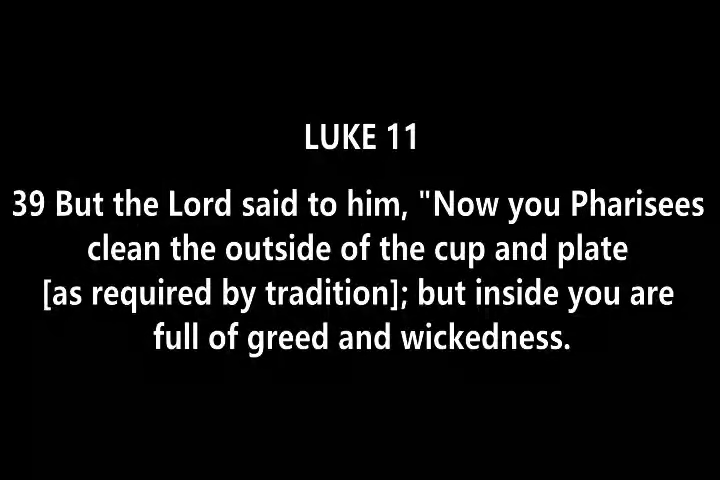 LUKE 11
39 But the Lord said to him, "Now you Pharisees
clean the outside of the cup and plate
[as required by tradition]; but inside you are
full of greed and wickedness.